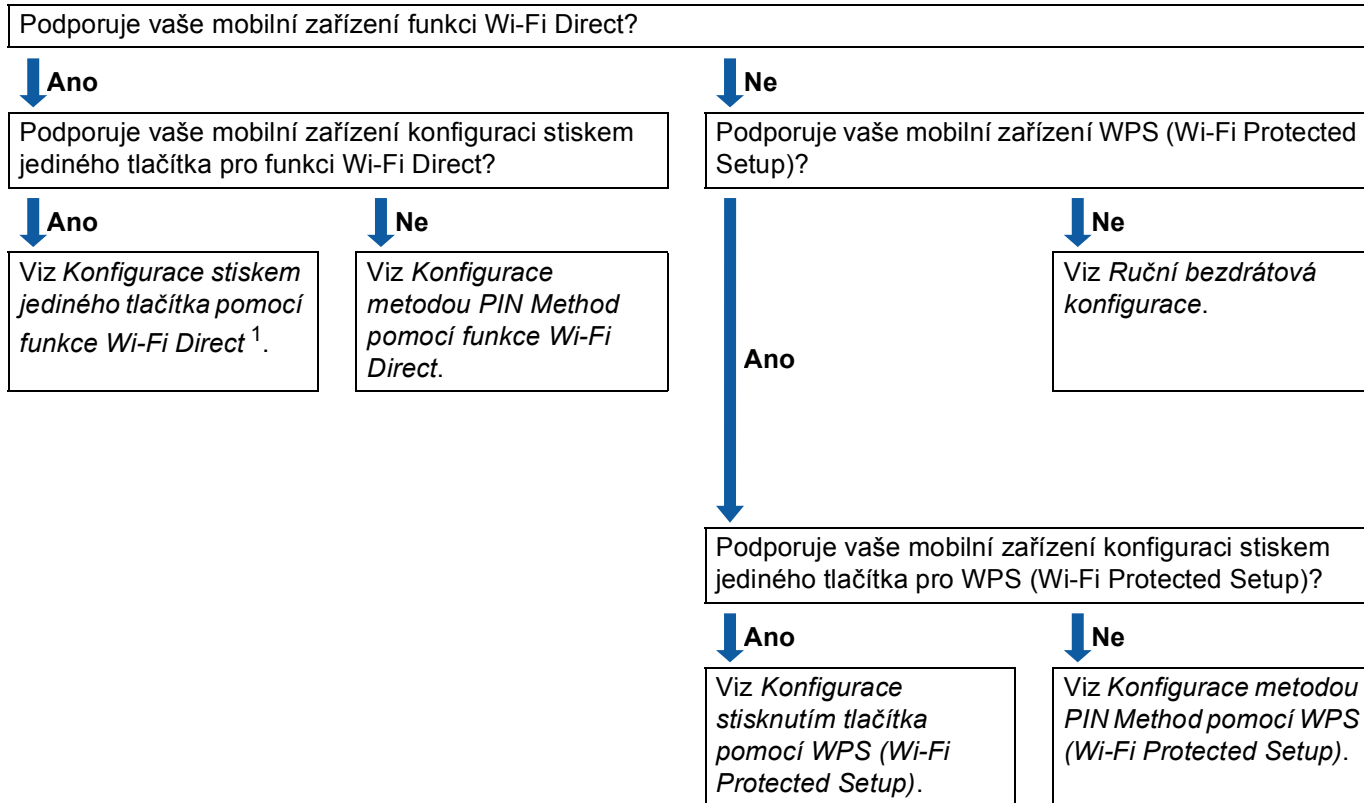 Podporuje vaše mobilní zařízení funkci Wi-Fi Direct?
Ano
Ne
Podporuje vaše mobilní zařízení konfiguraci stiskem
jediného tlačítka pro funkci Wi-Fi Direct?
Podporuje vaše mobilní zařízení WPS (Wi-Fi Protected
Setup)?
Ano
Ne
Ne
Viz Konfigurace stiskem
jediného tlačítka pomocí
funkce Wi-Fi Direct 1.
Viz Konfigurace
metodou PIN Method
pomocí funkce Wi-Fi
Direct.
Viz Ruční bezdrátová
konfigurace.
Ano
Podporuje vaše mobilní zařízení konfiguraci stiskem
jediného tlačítka pro WPS (Wi-Fi Protected Setup)?
Ano
Ne
Viz Konfigurace
stisknutím tlačítka
pomocí WPS (Wi-Fi
Protected Setup).
Viz Konfigurace metodou
PIN Method pomocí WPS
(Wi-Fi Protected Setup).